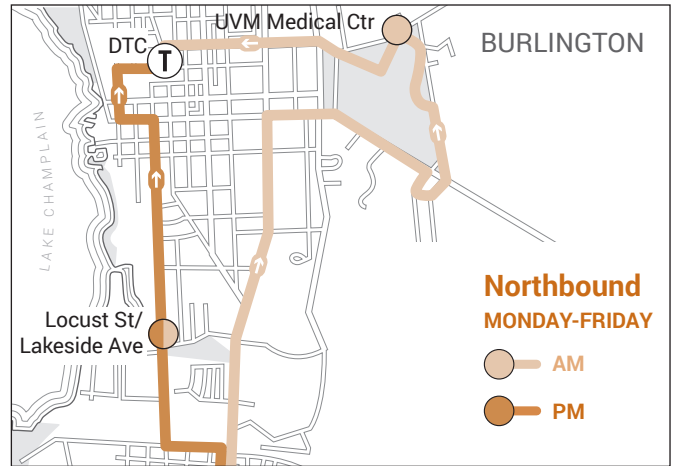 UVM Medical Ctr
DTC
T
BURLINGTON
LAKE CHAMPLAIN
Locust St/
Lakeside Ave
Northbound
MONDAY-FRIDAY
AM
PM